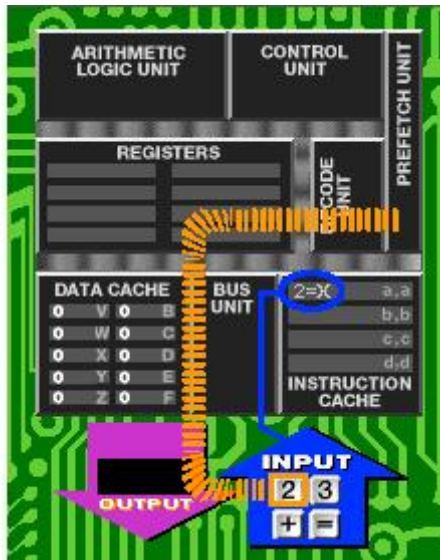 ARITHMETIC
LOGIC UNIT
CONTROL
UNIT
PREFETCH UNIT
REGISTERS
UNIT
DATA CACHE
0 V 0 B
0 W 0 C
0 X 0 D
0 Y 0 E
0 Z 0 F
BUS
UNIT
2=X a,a
b,b
c,c
d,d
INSTRUCTION
CACHE
OUTPUT
INPUT
2 3
+ =